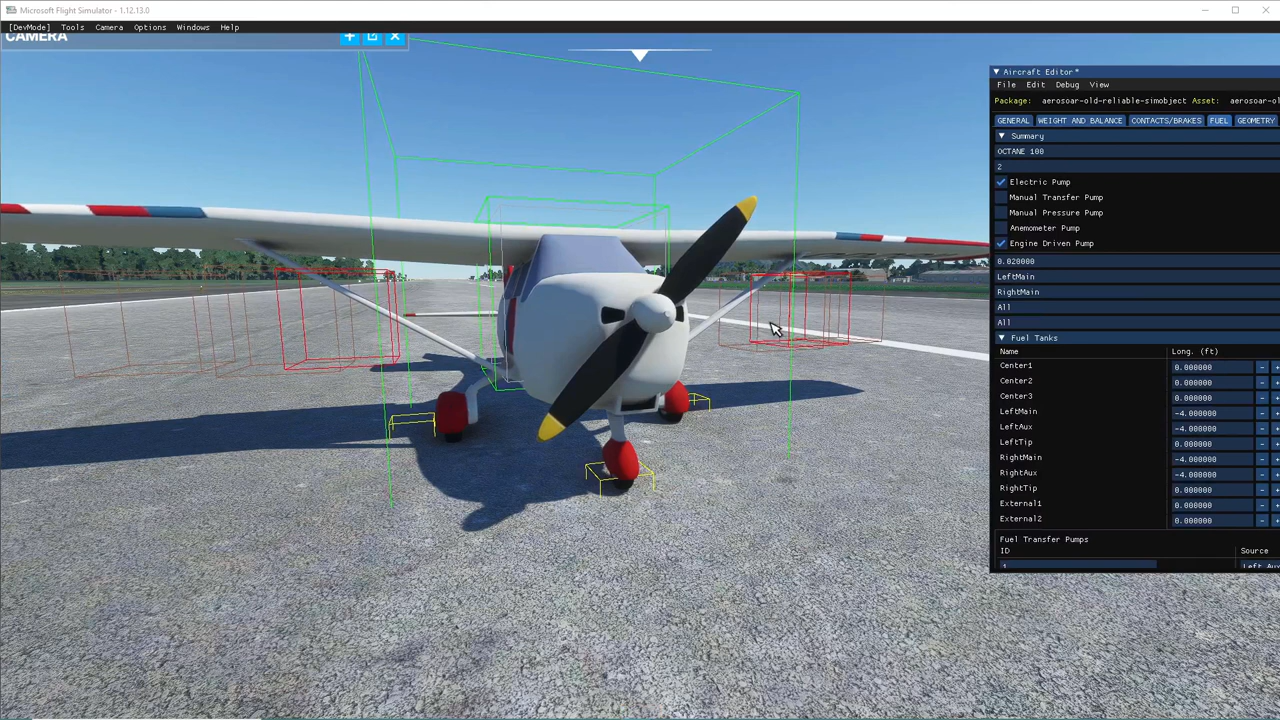 Microsoft Flight Simulator - 1.12.13.0
[DevMode] Tools Camera Options Windows Help
CAMERA
Aircraft Editor*
File Edit Debug View
Package: aerosoar-old-reliable-simobject Asset: aerosoar-ol
GENERAL WEIGHT AND BALANCE CONTACTS/BRAKES FUEL GEOMETRY
Summary
OCTANE 100
2
Electric Pump
Manual Transfer Pump
Manual Pressure Pump
Anemometer Pump
Engine Driven Pump
0.020000
LeftMain
RightMain
All
All
Fuel Tanks
Name Long. (ft)
Center1 0.000000 - +
Center2 0.000000 - +
Center3 0.000000 - +
LeftMain -4.000000 - +
LeftAux -4.000000 - +
LeftTip 0.000000 - +
RightMain -4.000000 - +
RightAux -4.000000 - +
RightTip 0.000000 - +
External1 0.000000 - +
External2 0.000000 - +
Fuel Transfer Pumps
ID Source
1 Left Aux